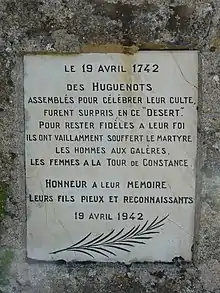 LE 19 AVRIL 1742
DES HUGUENOTS
ASSEMBLÉS POUR CÉLÉBRER LEUR CULTE,
FURENT SURPRIS EN CE "DÉSERT."
POUR RESTER FIDÈLES A LEUR FOI
ILS ONT VAILLAMMENT SOUFFERT LE MARTYRE
LES HOMMES AUX GALÈRES,
LES FEMMES A LA TOUR DE CONSTANCE.
HONNEUR A LEUR MEMOIRE
LEURS FILS PIEUX ET RECONNAISSANTS
19 AVRIL 1942